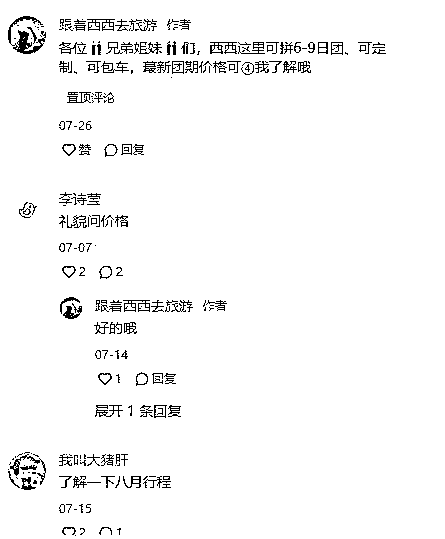 跟着西西去旅游 作者
各位👭兄弟姐妹👭们，西西这里可拼6-9日团、可定
制、可包车，最新团期价格可④我了解哦
置顶评论
07-26
赞 回复
李诗莹
礼貌问价格
07-07
2 2
跟着西西去旅游 作者
好的哦
07-14
1 回复
展开 1 条回复
我叫大猪肝
了解一下八月行程
07-15
2 1